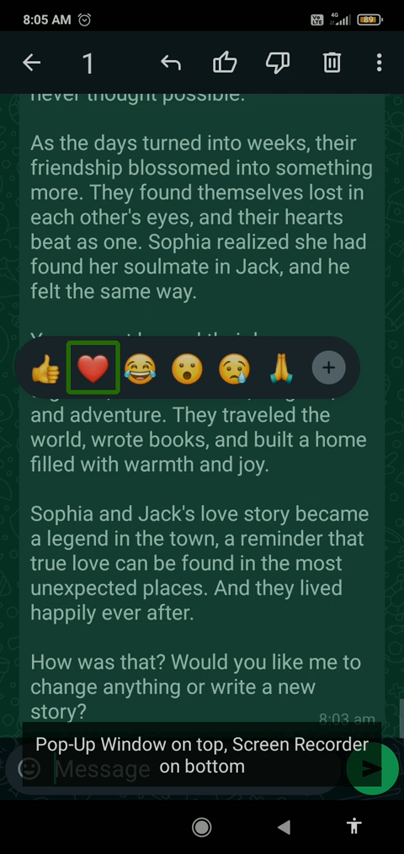 8:05 AM
4G
89
1
never thought possible.
As the days turned into weeks, their
friendship blossomed into something
more. They found themselves lost in
each other's eyes, and their hearts
beat as one. Sophia realized she had
found her soulmate in Jack, and he
felt the same way.
and adventure. They traveled the
world, wrote books, and built a home
filled with warmth and joy.
Sophia and Jack's love story became
a legend in the town, a reminder that
true love can be found in the most
unexpected places. And they lived
happily ever after.
How was that? Would you like me to
change anything or write a new
story?
8:03 am
Pop-Up Window on top, Screen Recorder
on bottom
Message